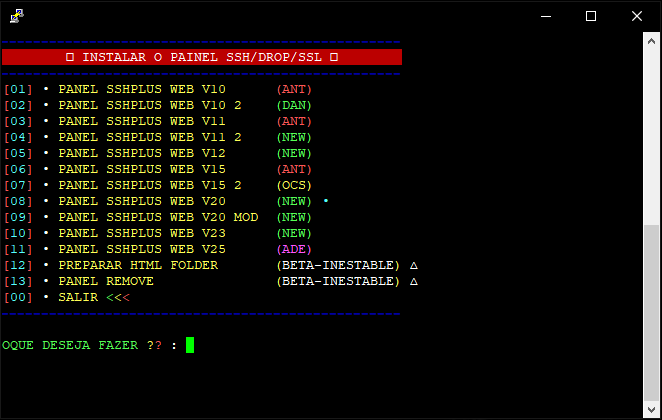 □ INSTALAR O PAINEL SSH/DROP/SSL □
[01] • PANEL SSHPLUS WEB V10 (ANT)
[02] • PANEL SSHPLUS WEB V10 2 (DAN)
[03] • PANEL SSHPLUS WEB V11 (ANT)
[04] • PANEL SSHPLUS WEB V11 2 (NEW)
[05] • PANEL SSHPLUS WEB V12 (NEW)
[06] • PANEL SSHPLUS WEB V15 (ANT)
[07] • PANEL SSHPLUS WEB V15 2 (OCS)
[08] • PANEL SSHPLUS WEB V20 (NEW) •
[09] • PANEL SSHPLUS WEB V20 MOD (NEW)
[10] • PANEL SSHPLUS WEB V23 (NEW)
[11] • PANEL SSHPLUS WEB V25 (ADE)
[12] • PREPARAR HTML FOLDER (BETA-INESTABLE) △
[13] • PANEL REMOVE (BETA-INESTABLE) △
[00] • SALIR <<<
OQUE DESEJA FAZER ?? :